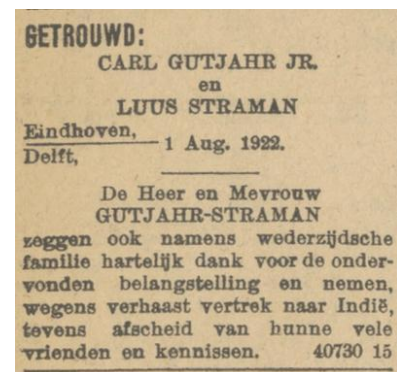 GETROUWD:
CARL GUTJAHR JR.
en
LUUS STRAMAN
Eindhoven,
Delft, 1 Aug. 1922.
De Heer en Mevrouw
GUTJAHR-STRAMAN
zeggen ook namens wederzijdsche
familie hartelijk dank voor de onder-
vonden belangstelling en nemen,
wegens verhaast vertrek naar Indië,
tevens afscheid van hunne vele
vrienden en kennissen. 40730 15